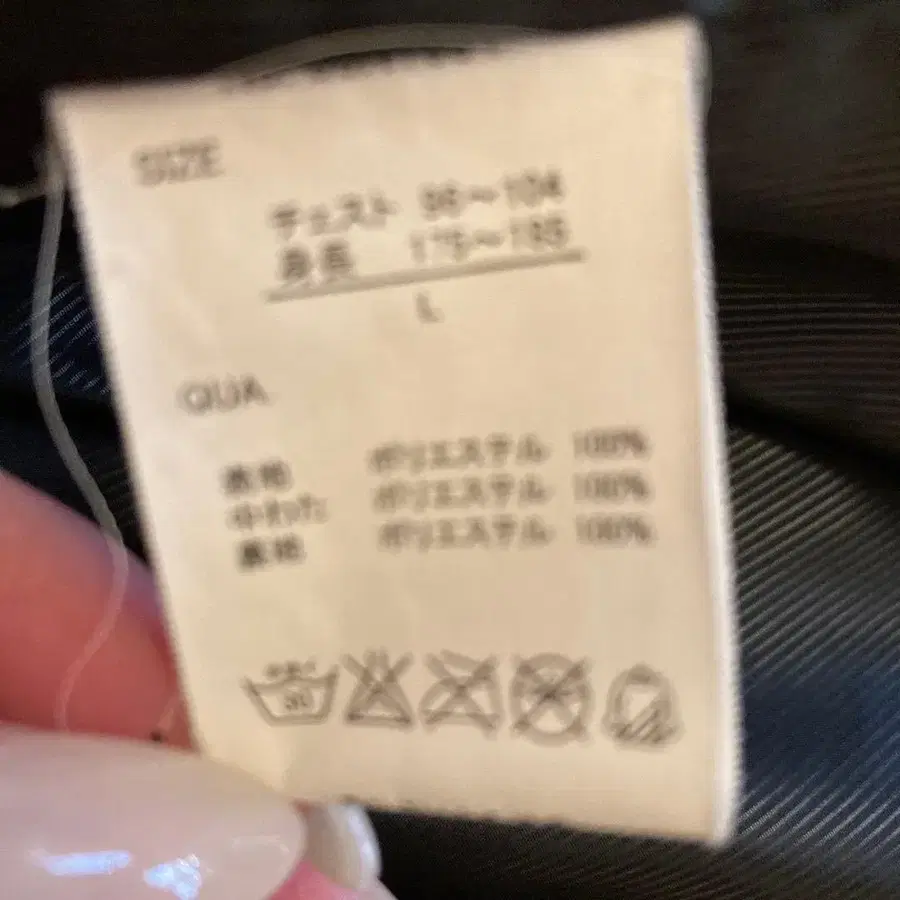 SIZE
チェスト 96〜104
身長 175〜185
L
QUA
表地 ポリエステル 100%
中わた ポリエステル 100%
裏地 ポリエステル 100%
30